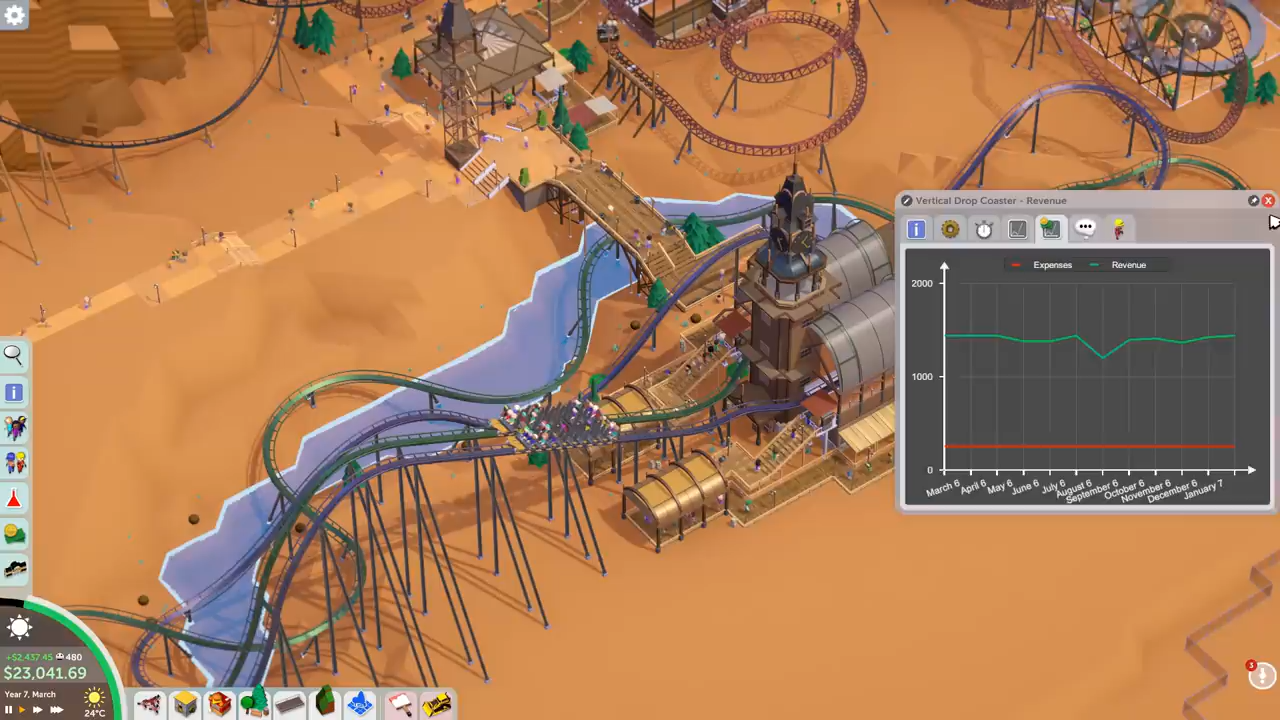 Vertical Drop Coaster - Revenue
Expenses Revenue
2000
1000
0
March 6 April 6 May 6 June 6 July 6 August 6 September 6 October 6 November 6 December 6 January 7
+$2,437.45 480
$23,041.69
Year 7, March
24°C
3